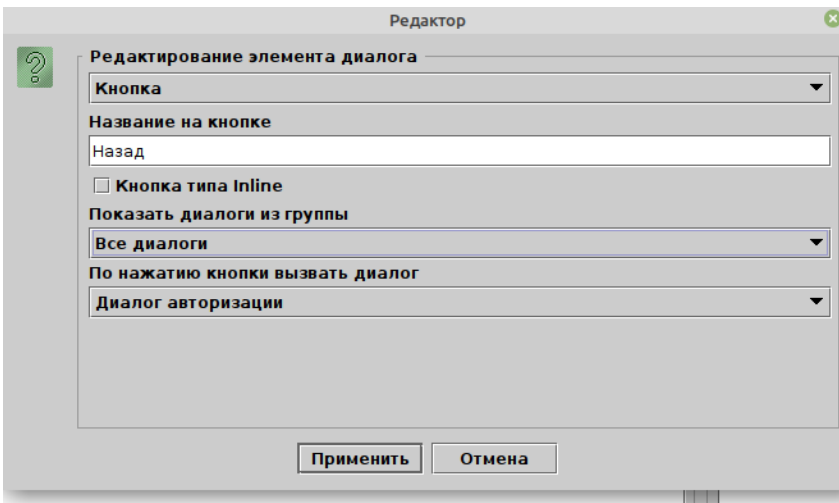 Редактор
Редактирование элемента диалога
Кнопка
Название на кнопке
Назад
Кнопка типа Inline
Показать диалоги из группы
Все диалоги
По нажатию кнопки вызвать диалог
Диалог авторизации
Применить Отмена